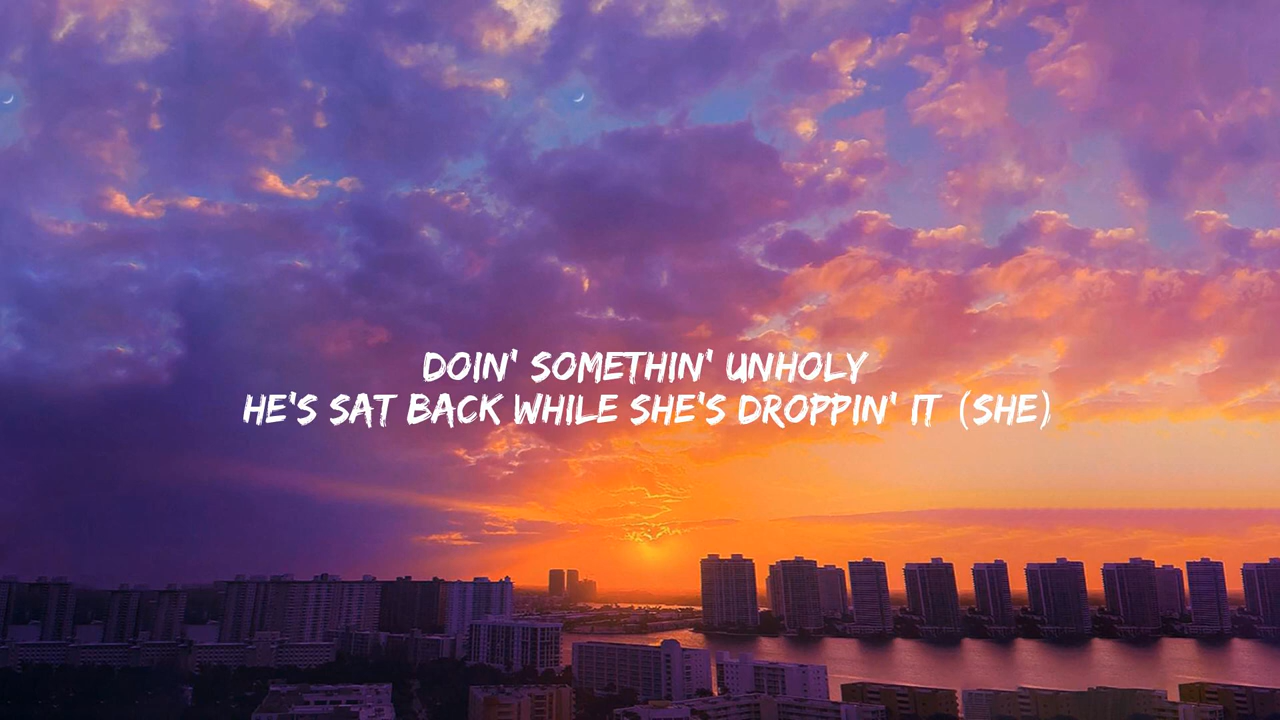 DOIN' SOMETHIN' UNHOLY
HE'S SAT BACK WHILE SHE'S DROPPIN' IT (SHE)